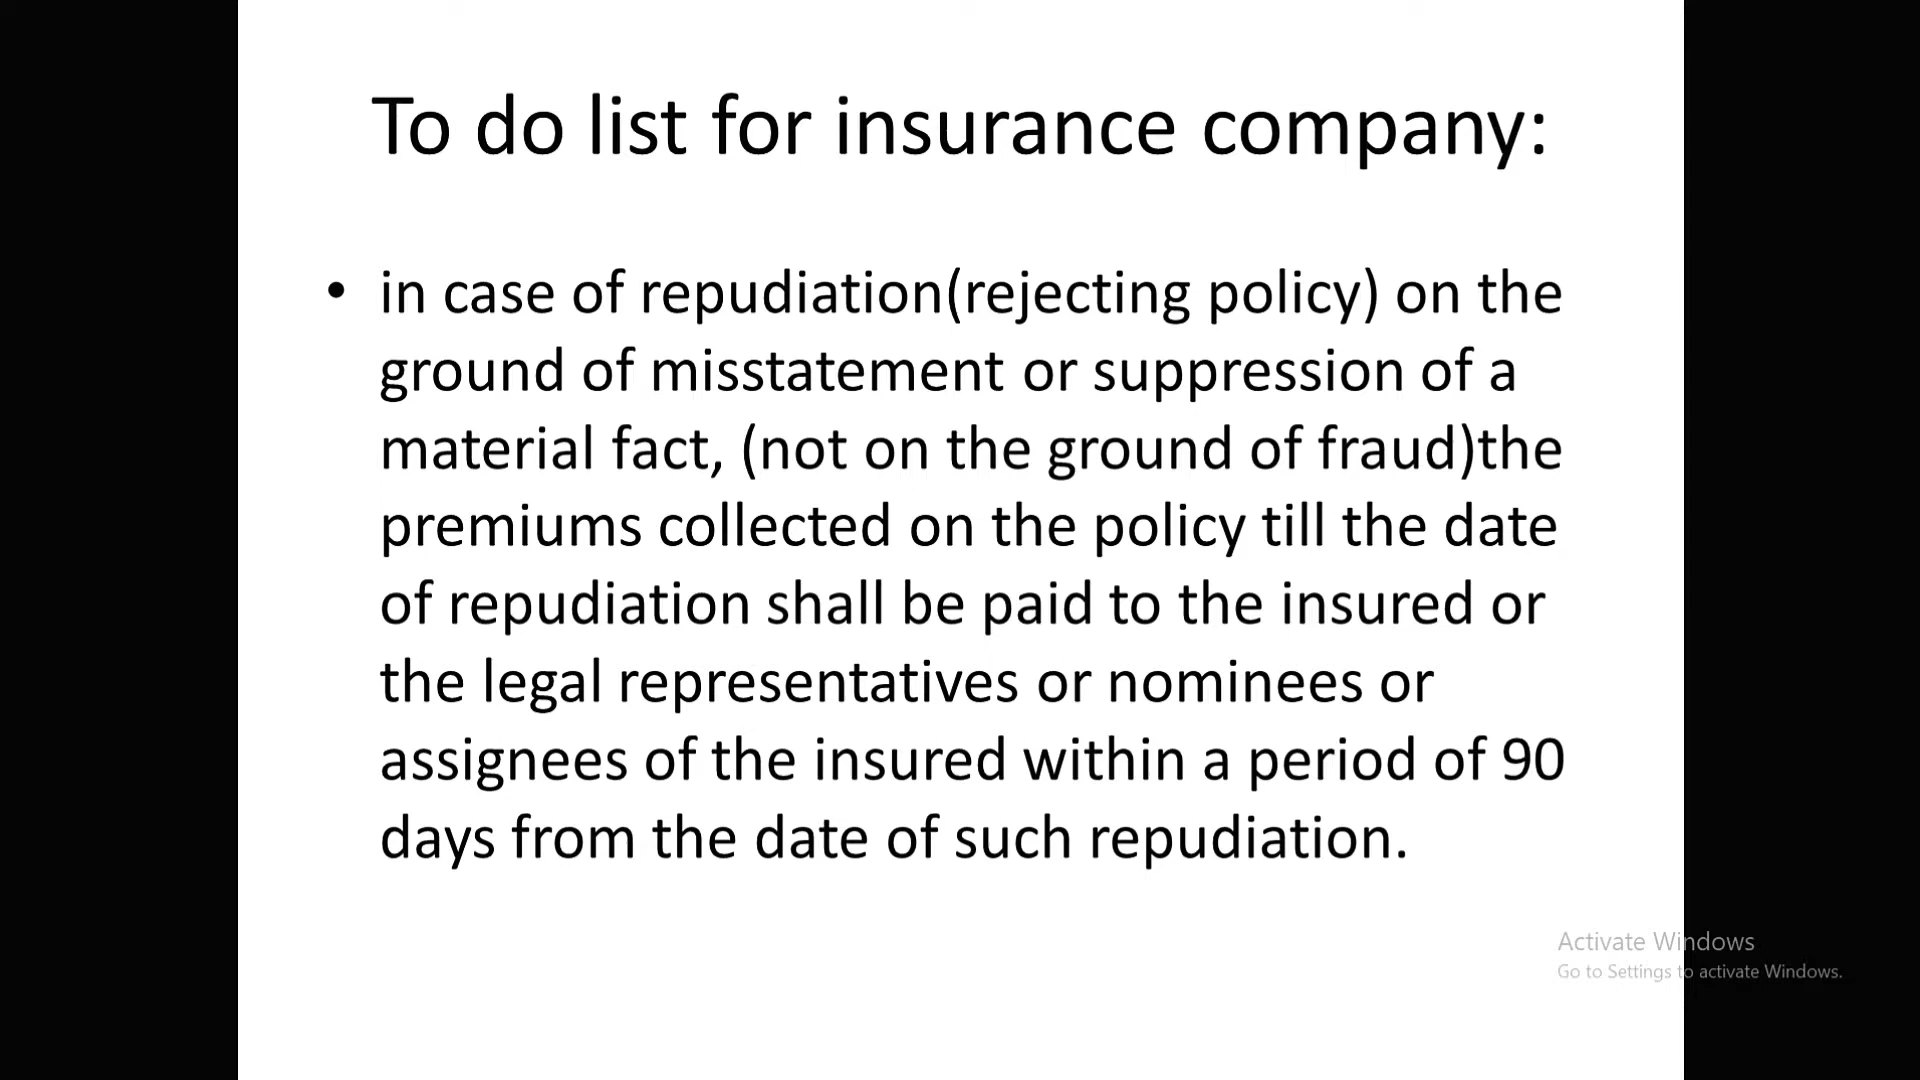 To do list for insurance company:
• in case of repudiation(rejecting policy) on the
ground of misstatement or suppression of a
material fact, (not on the ground of fraud)the
premiums collected on the policy till the date
of repudiation shall be paid to the insured or
the legal representatives or nominees or
assignees of the insured within a period of 90
days from the date of such repudiation.
Activate Windows
Go to Settings to activate Windows.